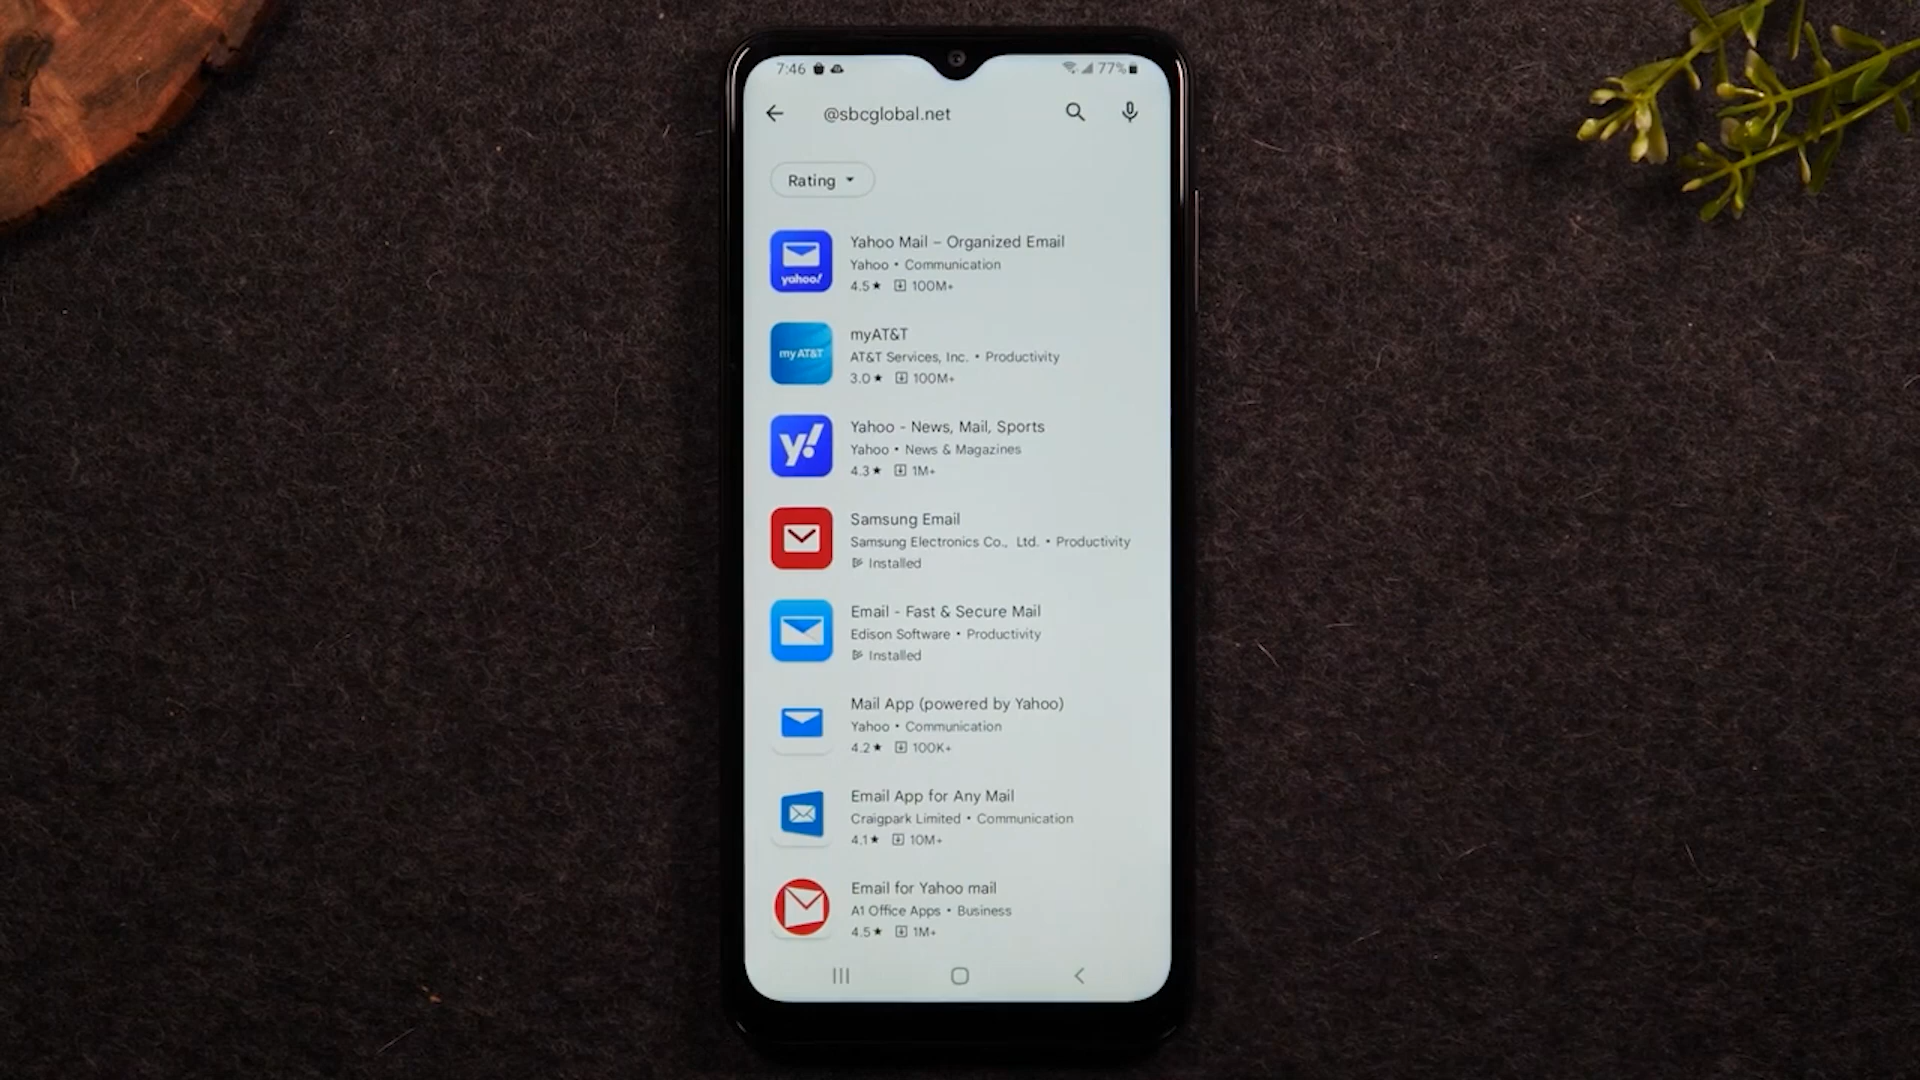 7:46 77%
@sbcglobal.net
Rating
yahoo!
Yahoo Mail – Organized Email
Yahoo • Communication
4.5★ 100M+
my AT&T
myAT&T
AT&T Services, Inc. • Productivity
3.0★ 100M+
y!
Yahoo - News, Mail, Sports
Yahoo • News & Magazines
4.3★ 1M+
Samsung Email
Samsung Electronics Co., Ltd. • Productivity
Installed
Email - Fast & Secure Mail
Edison Software • Productivity
Installed
Mail App (powered by Yahoo)
Yahoo • Communication
4.2★ 100K+
Email App for Any Mail
Craigpark Limited • Communication
4.1★ 10M+
Email for Yahoo mail
A1 Office Apps • Business
4.5★ 1M+